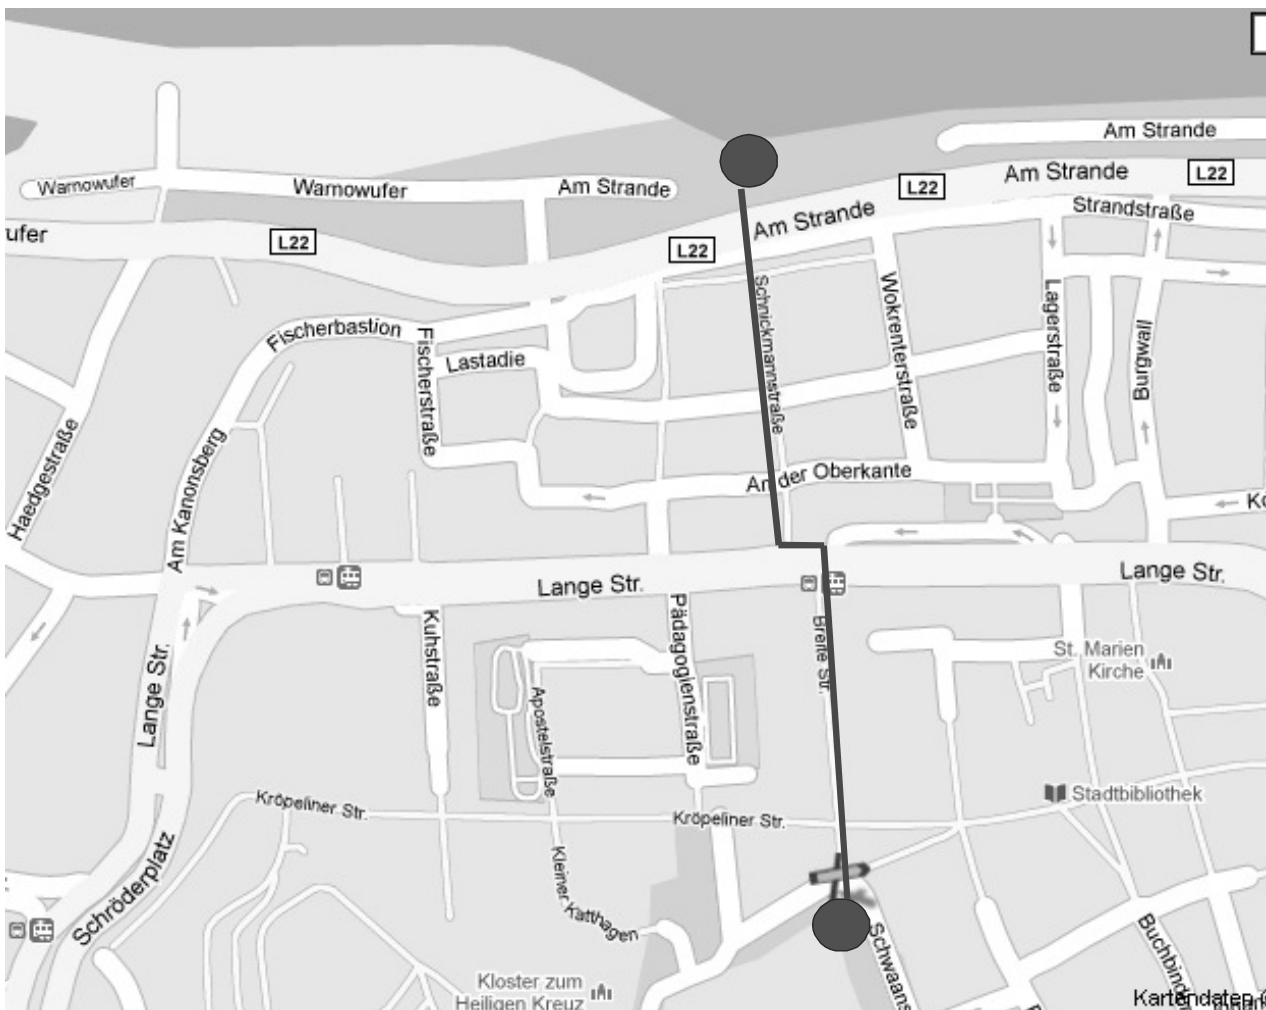 Am Strande
L22
Am Strande
L22
Warnowufer
Warnowufer
Am Strande
Strandstraße
Am Strande
ufer
L22
L22
Schnickmannstraße
Wokrenterstraße
Lagerstraße
Burgwall
Fischerbastion
Fischerstraße
Lastadie
Haedgestraße
Am Kanonsberg
An der Oberkante
Lange Str.
Lange Str.
Kuhstraße
Pädagogienstraße
Breite Str.
St. Marien
Kirche
Lange Str.
Apostelstraße
Stadtbibliothek
Kröpeliner Str.
Kröpeliner Str.
Schröderplatz
Kleiner Katthagen
Schwaans
Buchbind
Kloster zum
Heiligen Kreuz
Kartendaten